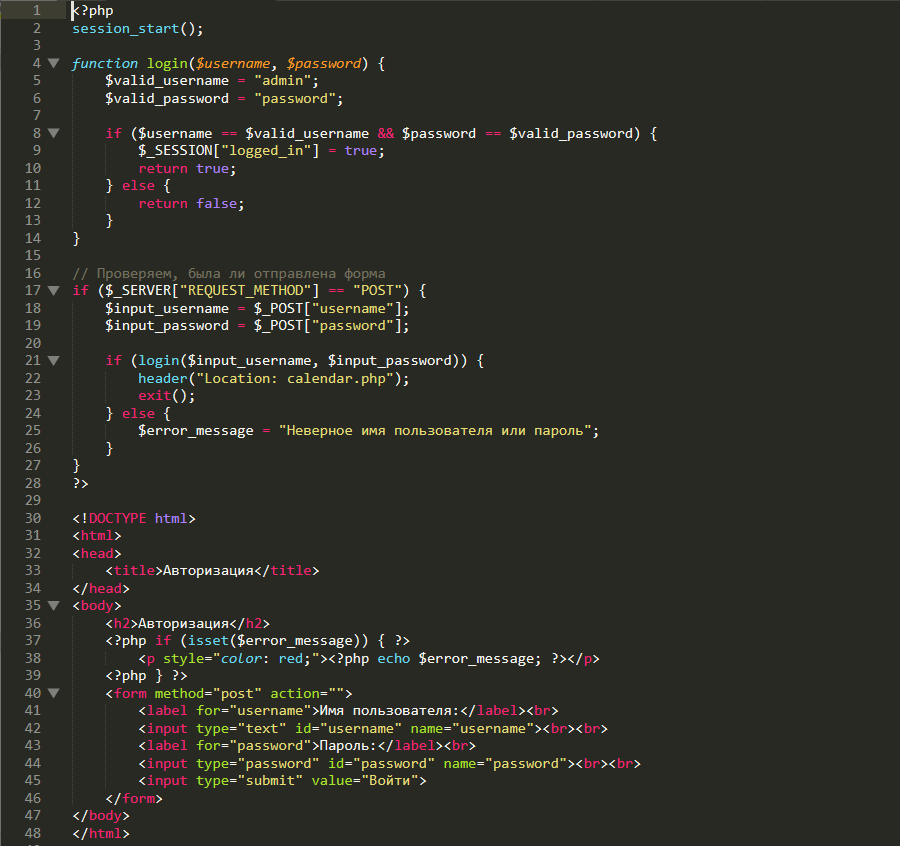 1 <?php
2 session_start();
3
4 function login($username, $password) {
5     $valid_username = "admin";
6     $valid_password = "password";
7
8     if ($username == $valid_username && $password == $valid_password) {
9         $_SESSION["logged_in"] = true;
10         return true;
11     } else {
12         return false;
13     }
14 }
15
16 // Проверяем, была ли отправлена форма
17 if ($_SERVER["REQUEST_METHOD"] == "POST") {
18     $input_username = $_POST["username"];
19     $input_password = $_POST["password"];
20
21     if (login($input_username, $input_password)) {
22         header("Location: calendar.php");
23         exit();
24     } else {
25         $error_message = "Неверное имя пользователя или пароль";
26     }
27 }
28 ?>
29
30 <!DOCTYPE html>
31 <html>
32 <head>
33     <title>Авторизация</title>
34 </head>
35 <body>
36     <h2>Авторизация</h2>
37     <?php if (isset($error_message)) { ?>
38         <p style="color: red;"><?php echo $error_message; ?></p>
39     <?php } ?>
40     <form method="post" action="">
41         <label for="username">Имя пользователя:</label><br>
42         <input type="text" id="username" name="username"><br><br>
43         <label for="password">Пароль:</label><br>
44         <input type="password" id="password" name="password"><br><br>
45         <input type="submit" value="Войти">
46     </form>
47 </body>
48 </html>